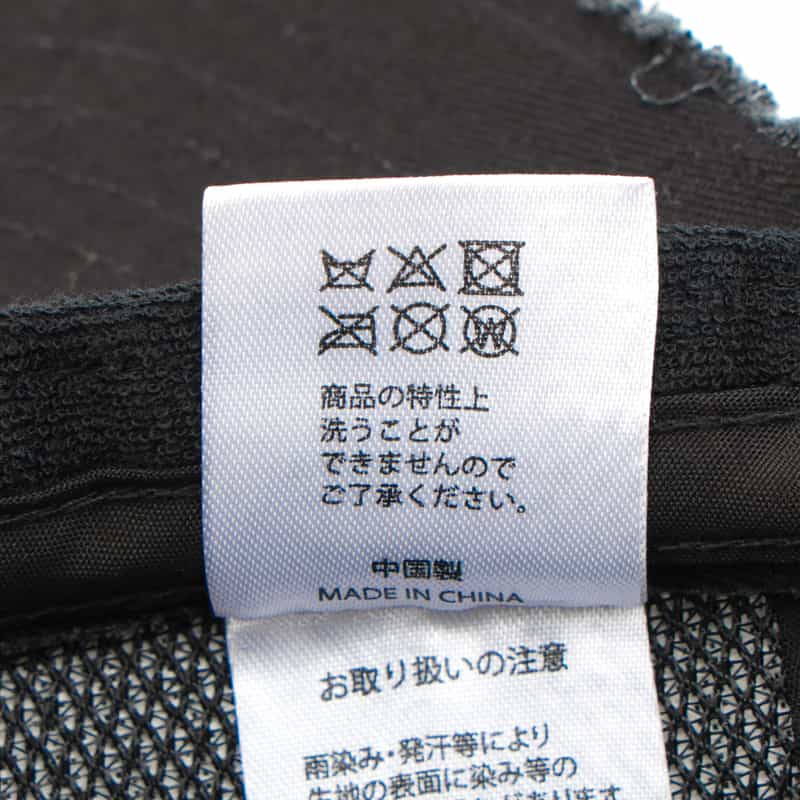 商品の特性上
洗うことが
できませんので
ご了承ください。
中国製
MADE IN CHINA
お取り扱いの注意
雨染み・発汗等により
生地の表面に染み等の